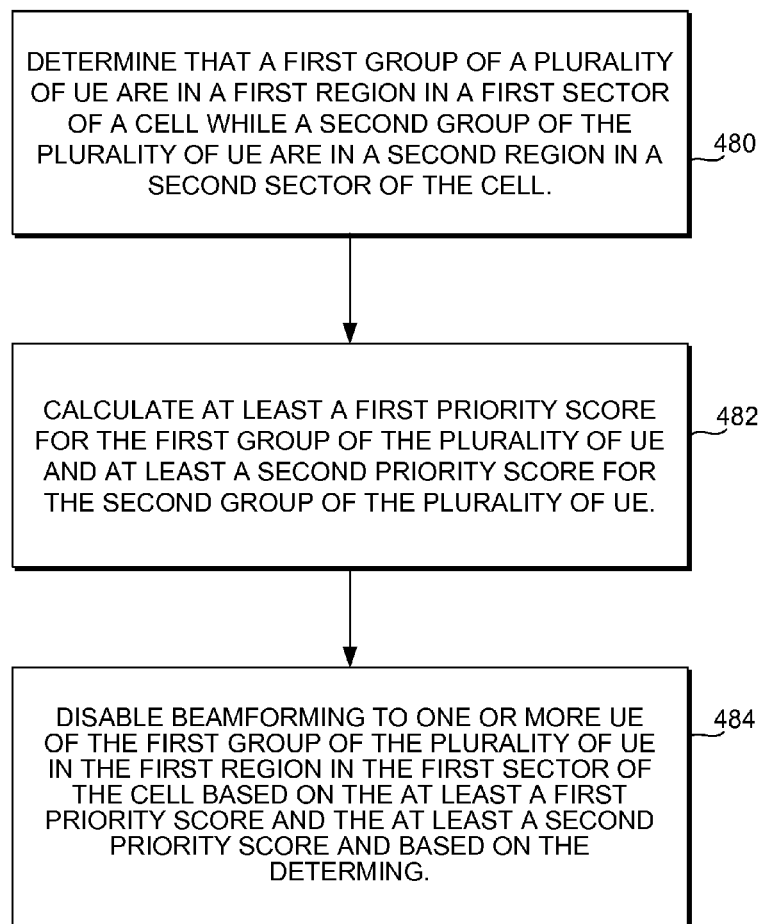 DETERMINE THAT A FIRST GROUP OF A PLURALITY
OF UE ARE IN A FIRST REGION IN A FIRST SECTOR
OF A CELL WHILE A SECOND GROUP OF THE
PLURALITY OF UE ARE IN A SECOND REGION IN A
SECOND SECTOR OF THE CELL.
480
CALCULATE AT LEAST A FIRST PRIORITY SCORE
FOR THE FIRST GROUP OF THE PLURALITY OF UE
AND AT LEAST A SECOND PRIORITY SCORE FOR
THE SECOND GROUP OF THE PLURALITY OF UE.
482
DISABLE BEAMFORMING TO ONE OR MORE UE
OF THE FIRST GROUP OF THE PLURALITY OF UE
IN THE FIRST REGION IN THE FIRST SECTOR OF
THE CELL BASED ON THE AT LEAST A FIRST
PRIORITY SCORE AND THE AT LEAST A SECOND
PRIORITY SCORE AND BASED ON THE
DETERMING.
484